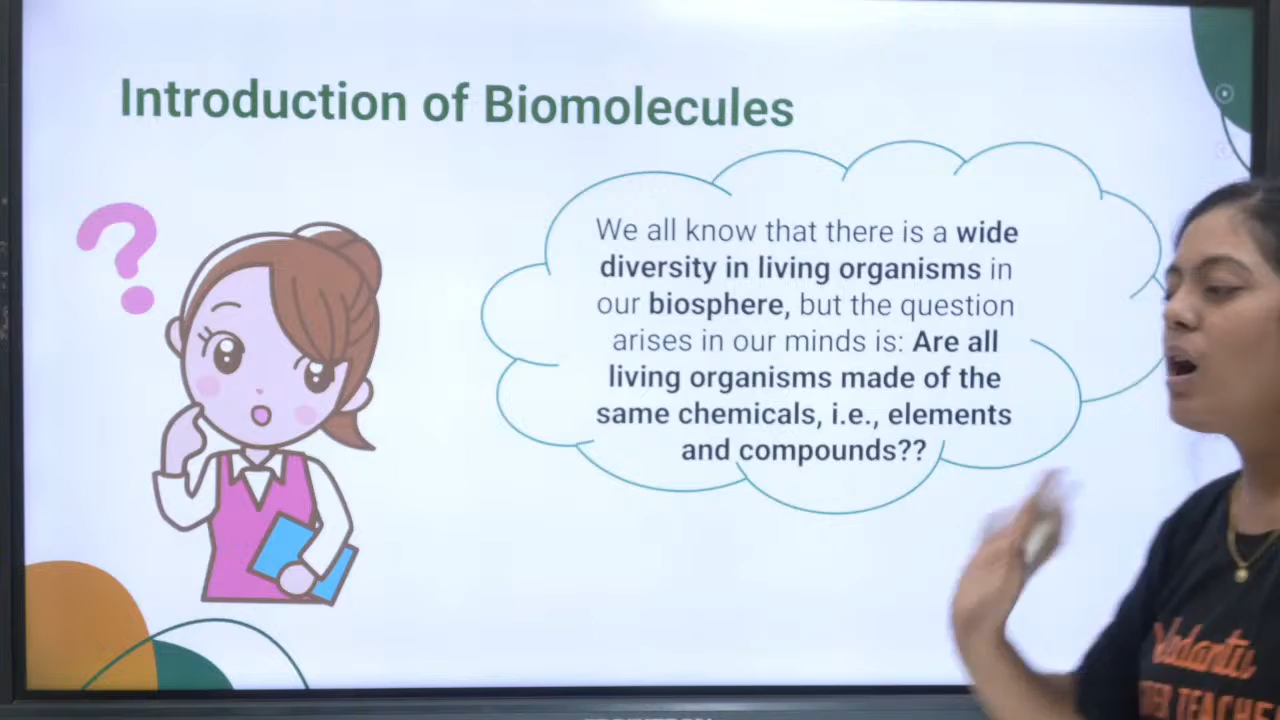 Introduction of Biomolecules
?
We all know that there is a wide
diversity in living organisms in
our biosphere, but the question
arises in our minds is: Are all
living organisms made of the
same chemicals, i.e., elements
and compounds??
Vedantu